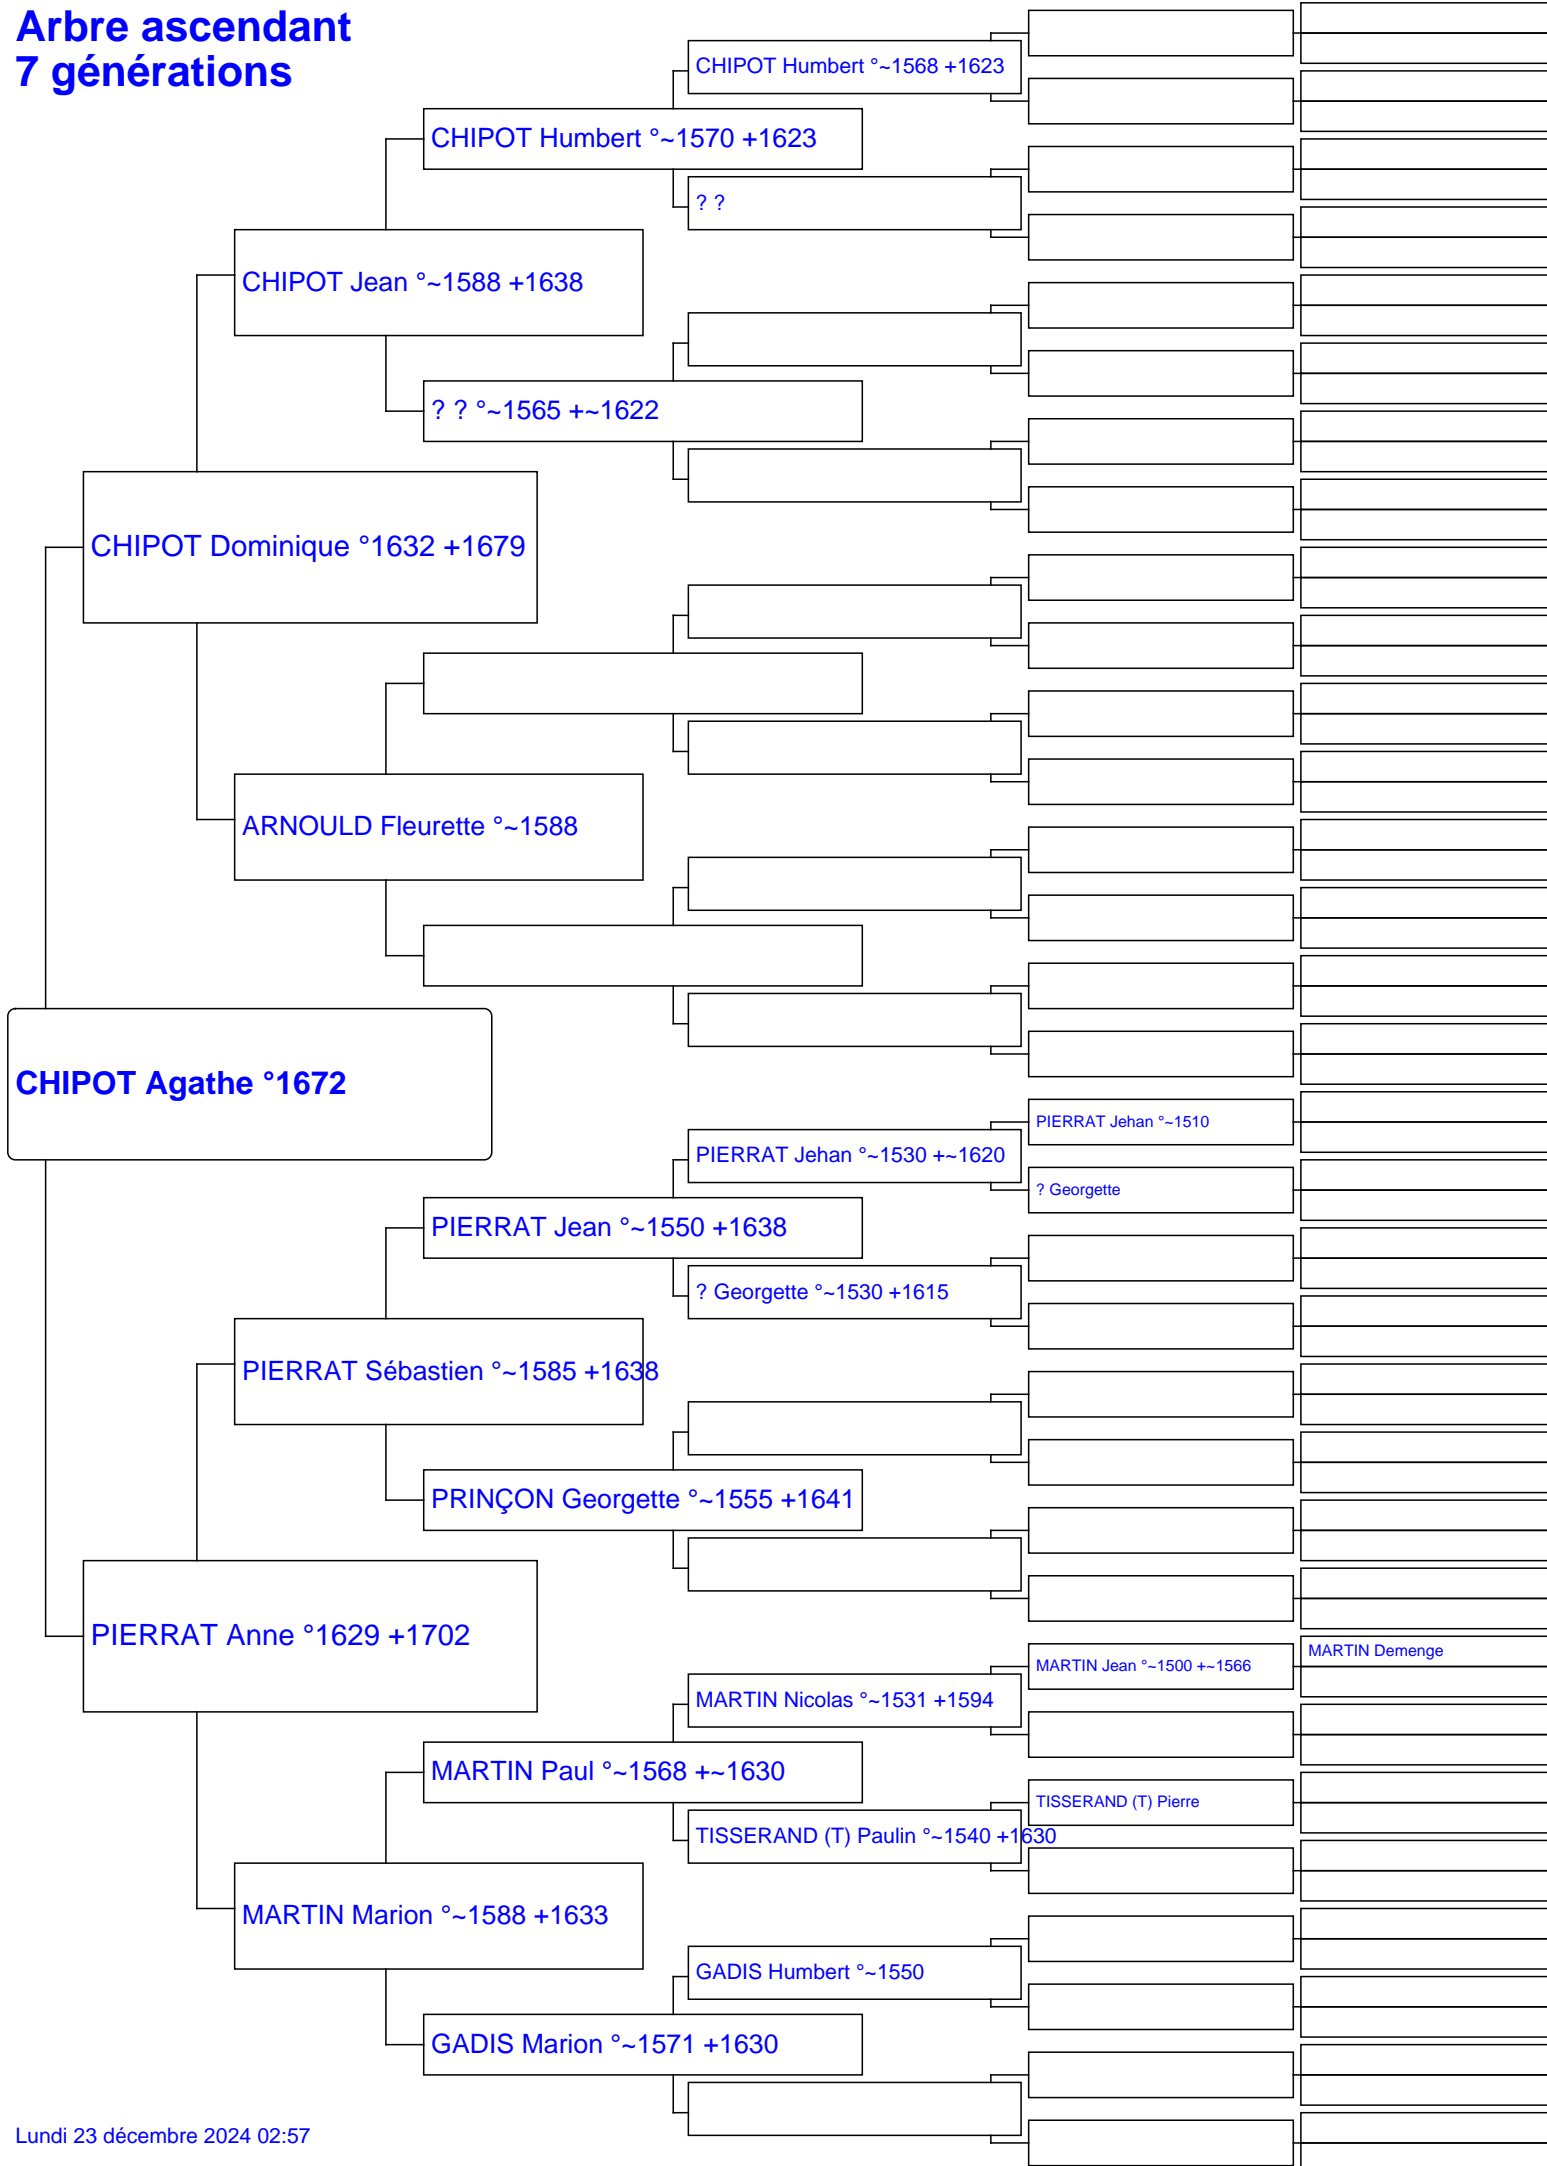 Arbre ascendant
7 générations
CHIPOT Humbert °~1568 +1623
CHIPOT Humbert °~1570 +1623
? ?
CHIPOT Jean °~1588 +1638
? ? °~1565 +~1622
CHIPOT Dominique °1632 +1679
ARNOULD Fleurette °~1588
CHIPOT Agathe °1672
PIERRAT Jehan °~1510
PIERRAT Jehan °~1530 +~1620
? Georgette
PIERRAT Jean °~1550 +1638
? Georgette °~1530 +1615
PIERRAT Sébastien °~1585 +1638
PRINÇON Georgette °~1555 +1641
PIERRAT Anne °1629 +1702
MARTIN Demenge
MARTIN Jean °~1500 +~1566
MARTIN Nicolas °~1531 +1594
MARTIN Paul °~1568 +~1630
TISSERAND (T) Pierre
TISSERAND (T) Paulin °~1540 +1630
MARTIN Marion °~1588 +1633
GADIS Humbert °~1550
GADIS Marion °~1571 +1630
Lundi 23 décembre 2024 02:57